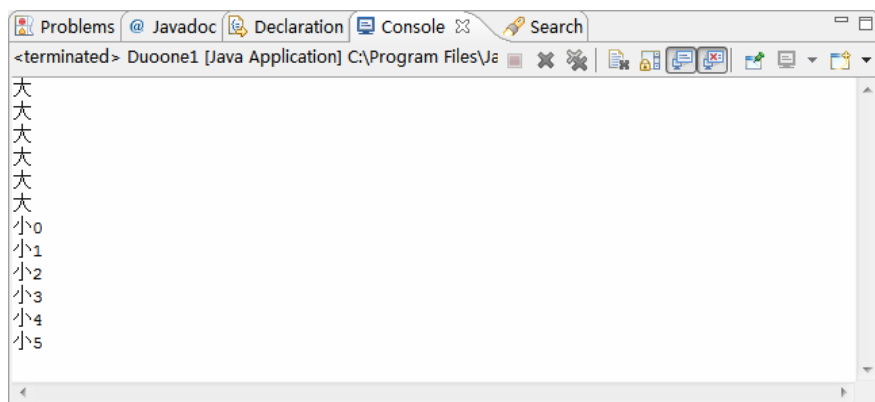 Problems @ Javadoc Declaration Console Search
<terminated> Duoone1 [Java Application] C:\Program Files\Ja
大
大
大
大
大
大
小0
小1
小2
小3
小4
小5